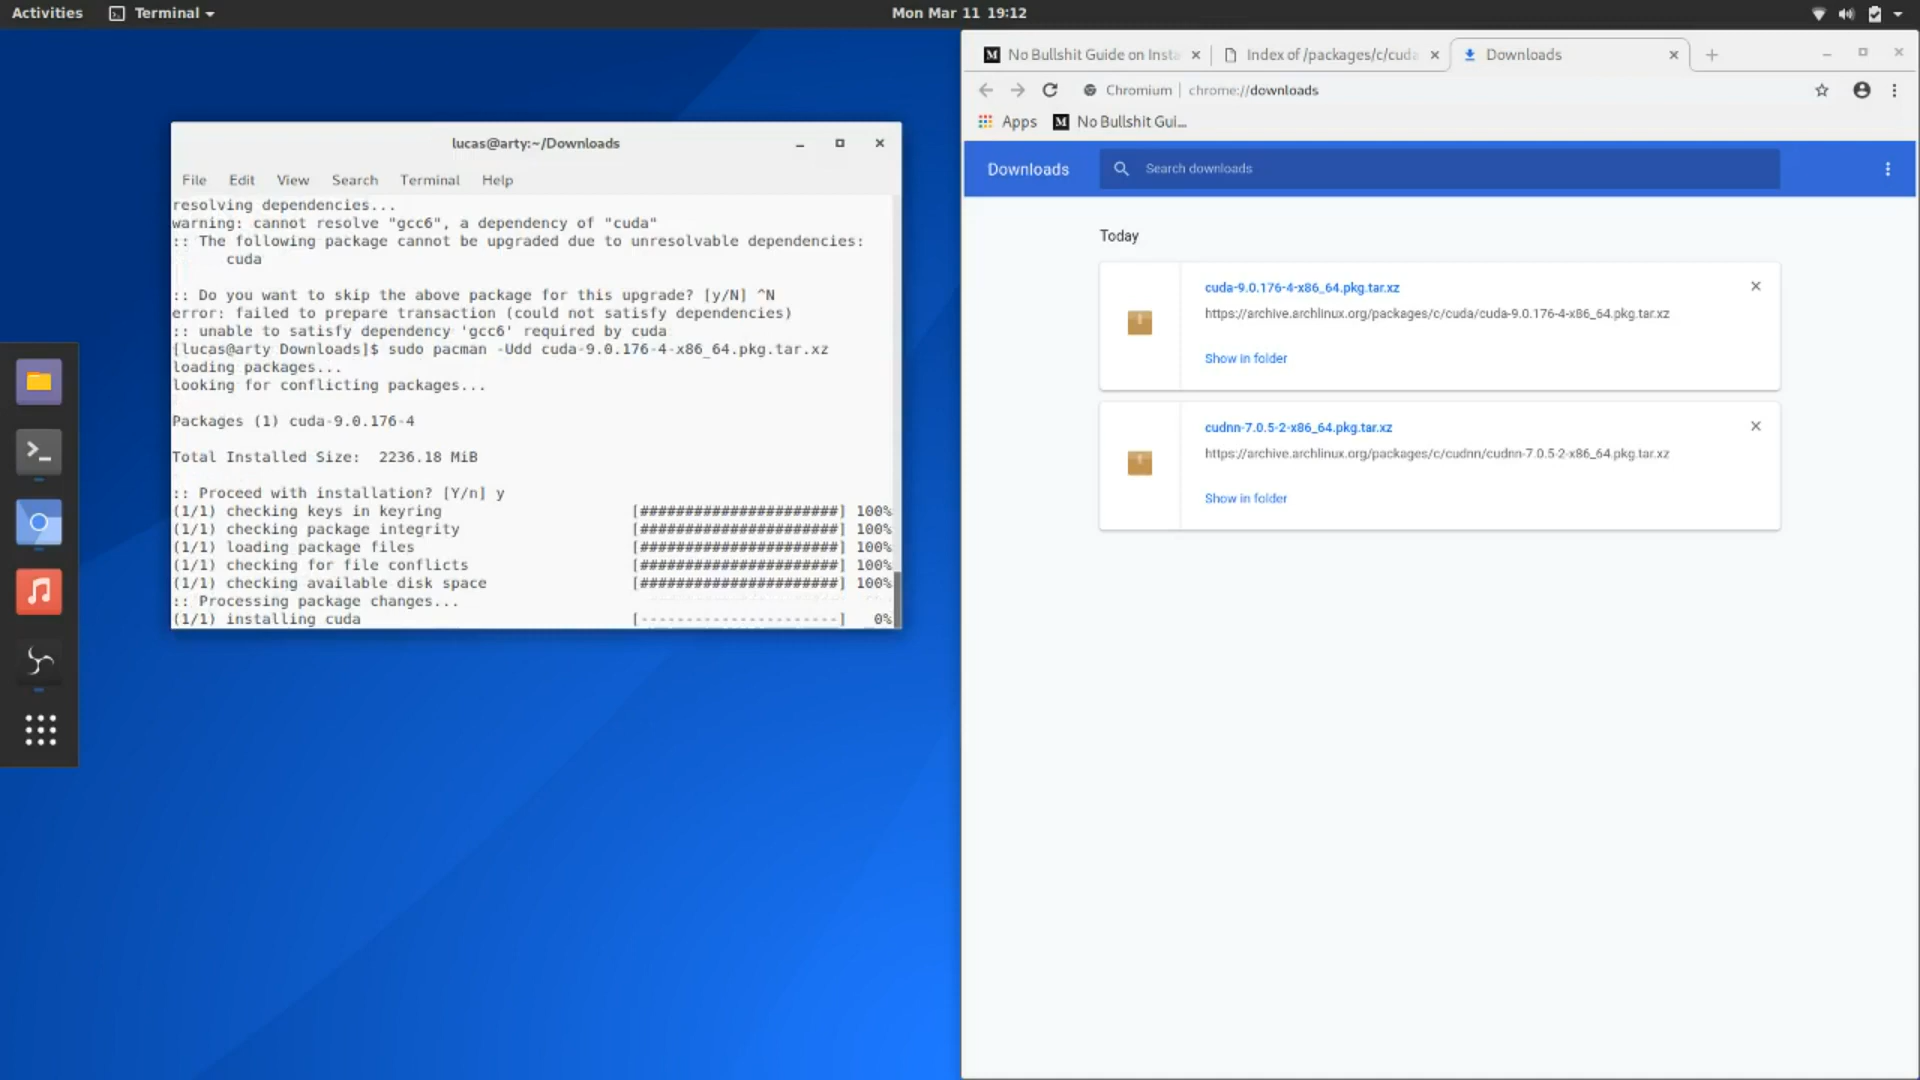 Activities
Terminal
Mon Mar 11 19:12
lucas@arty:~/Downloads
File Edit View Search Terminal Help
resolving dependencies...
warning: cannot resolve "gcc6", a dependency of "cuda"
:: The following package cannot be upgraded due to unresolvable dependencies:
cuda
:: Do you want to skip the above package for this upgrade? [y/N] ^N
error: failed to prepare transaction (could not satisfy dependencies)
:: unable to satisfy dependency 'gcc6' required by cuda
[lucas@arty Downloads]$ sudo pacman -Udd cuda-9.0.176-4-x86_64.pkg.tar.xz
loading packages...
looking for conflicting packages...
Packages (1) cuda-9.0.176-4
Total Installed Size:  2236.18 MiB
:: Proceed with installation? [Y/n] y
(1/1) checking keys in keyring [######################] 100%
(1/1) checking package integrity [######################] 100%
(1/1) loading package files [######################] 100%
(1/1) checking for file conflicts [######################] 100%
(1/1) checking available disk space [######################] 100%
:: Processing package changes...
(1/1) installing cuda [----------------------] 0%
No Bullshit Guide on Insta
Index of /packages/c/cuda
Downloads
Chromium | chrome://downloads
Apps
No Bullshit Gui...
Downloads
Search downloads
Today
cuda-9.0.176-4-x86_64.pkg.tar.xz
https://archive.archlinux.org/packages/c/cuda/cuda-9.0.176-4-x86_64.pkg.tar.xz
Show in folder
cudnn-7.0.5-2-x86_64.pkg.tar.xz
https://archive.archlinux.org/packages/c/cudnn/cudnn-7.0.5-2-x86_64.pkg.tar.xz
Show in folder